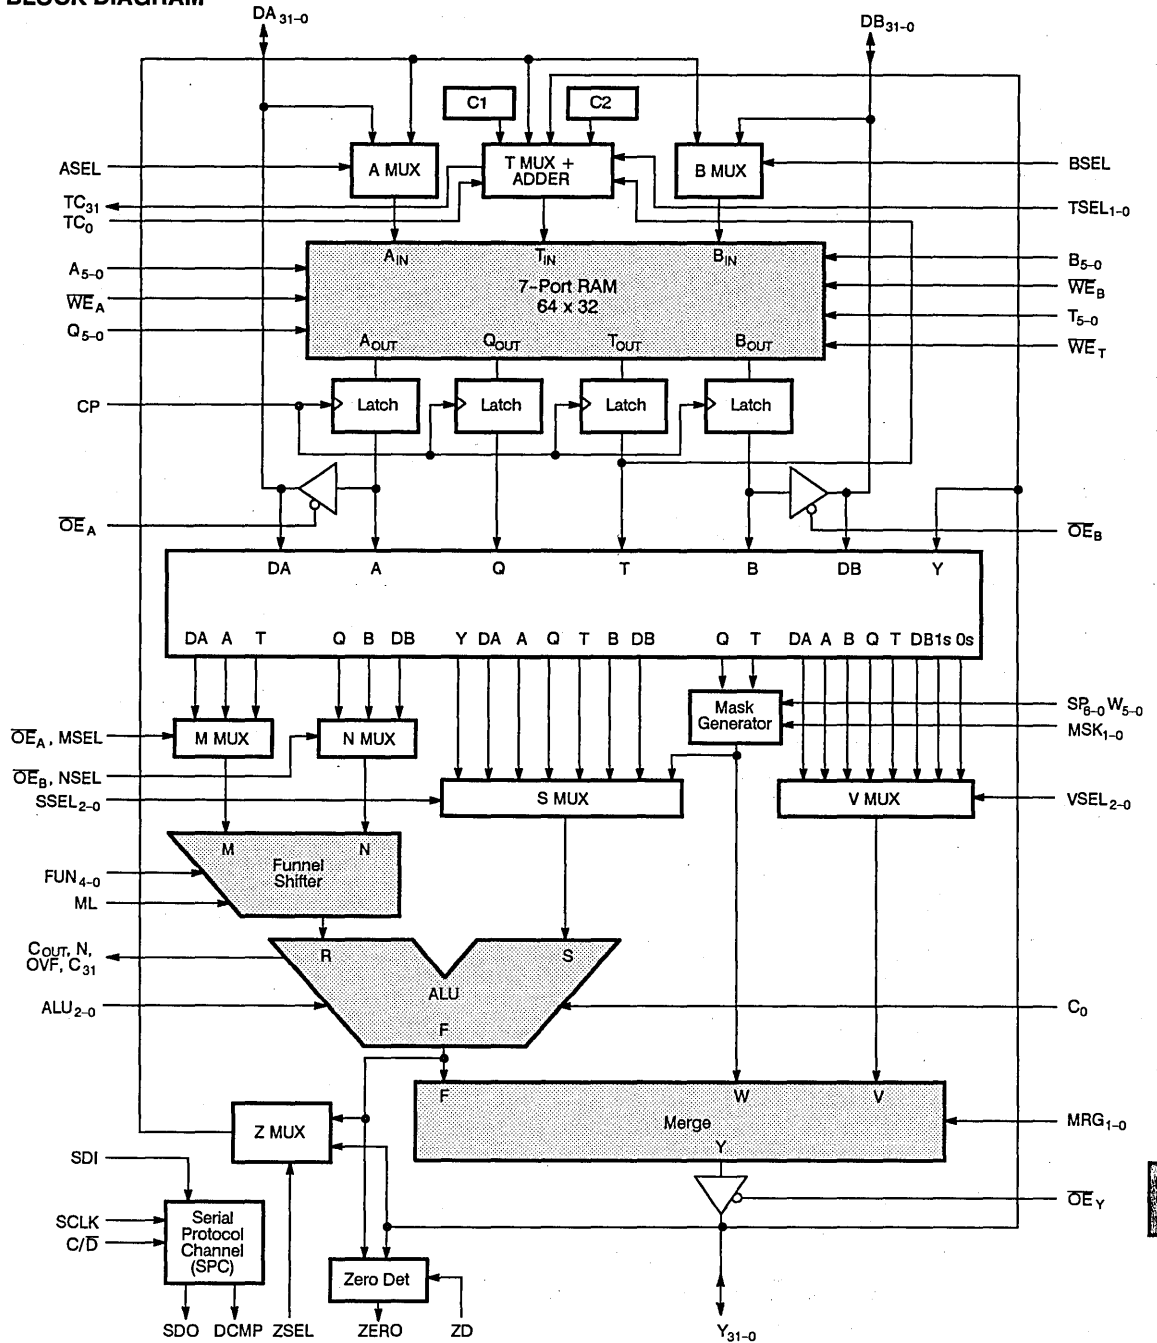 BLOCK DIAGRAM
DA31–0
DB31–0
C1
C2
ASEL
A MUX
T MUX +
ADDER
B MUX
BSEL
TC31
TC0
TSEL1–0
AIN
TIN
BIN
A5–0
WEA
Q5–0
7–Port RAM
64 x 32
B5–0
WEB
T5–0
WET
AOUT
QOUT
TOUT
BOUT
CP
Latch
Latch
Latch
Latch
OEA
OEB
DA A Q T B DB Y
DA A T Q B DB Y DA A Q T B DB Q T DA A B Q T DB 1s 0s
OEA, MSEL
M MUX
N MUX
Mask
Generator
SP6–0 W5–0
MSK1–0
OEB, NSEL
SSEL2–0
S MUX
V MUX
VSEL2–0
M
N
Funnel
Shifter
FUN4–0
ML
COUT, N,
OVF, C31
R
S
ALU
ALU2–0
C0
F
F
W
V
Merge
MRG1–0
Y
Z MUX
SDI
OEY
SCLK
C/D
Serial
Protocol
Channel
(SPC)
Zero Det
SDO
DCMP
ZSEL
ZERO
ZD
Y31–0